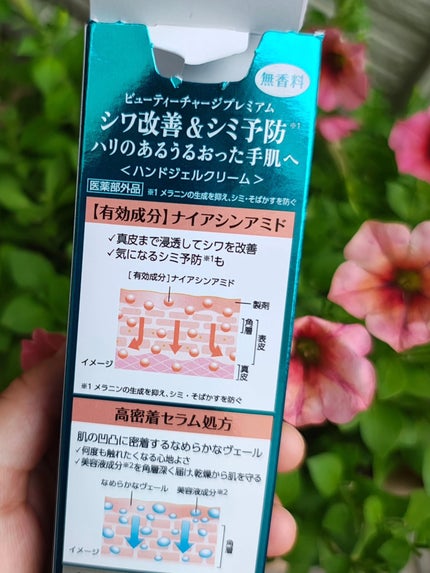 無香料
ビューティーチャージプレミアム
シワ改善&シミ予防※1
ハリのあるうるおった手肌へ
<ハンドジェルクリーム>
医薬部外品 ※1 メラニンの生成を抑え、シミ・そばかすを防ぐ
【有効成分】ナイアシンアミド
✓真皮まで浸透してシワを改善
✓気になるシミ予防※1も
[有効成分]ナイアシンアミド
製剤
角層
表皮
真皮
イメージ
※1 メラニンの生成を抑え、シミ・そばかすを防ぐ
高密着セラム処方
肌の凹凸に密着するなめらかなヴェール
✓何度も触れたくなる心地よさ
✓美容液成分※2を角層深く届け、乾燥から肌を守る
なめらかなヴェール 美容液成分※2
角層
イメージ